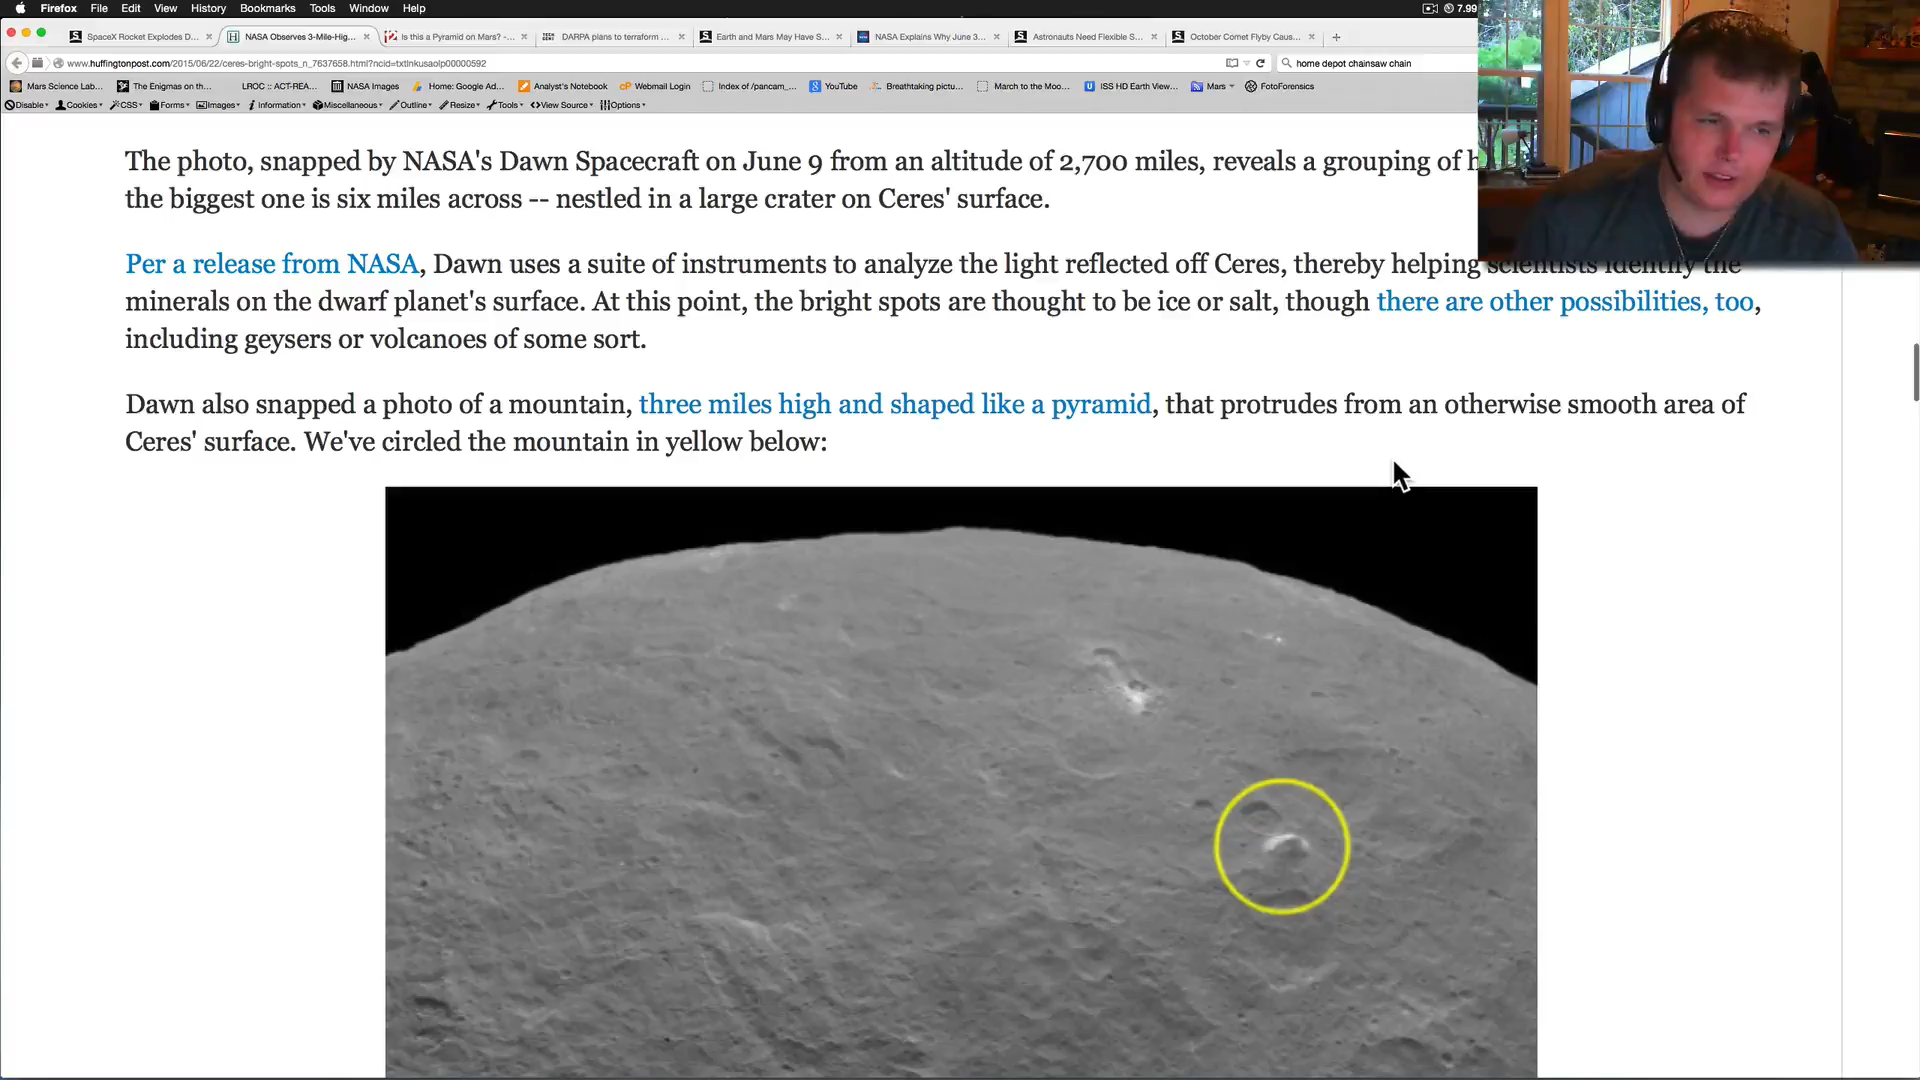 Firefox File Edit View History Bookmarks Tools Window Help 7.99
SpaceX Rocket Explodes D... NASA Observes 3-Mile-Hig... Is this a Pyramid on Mars? -... DARPA plans to terraform ... Earth and Mars May Have S... NASA Explains Why June 3... Astronauts Need Flexible S... October Comet Flyby Caus...
www.huffingtonpost.com/2015/06/22/ceres-bright-spots_n_7637658.html?ncid=txtlnkusaolp00000592 home depot chainsaw chain
Mars Science Lab... The Enigmas on th... LROC :: ACT-REA... NASA Images Home: Google Ad... Analyst's Notebook Webmail Login Index of /pancam_... YouTube Breathtaking pictu... March to the Moo... ISS HD Earth View... Mars FotoForensics
Disable Cookies CSS Forms Images Information Miscellaneous Outline Resize Tools View Source Options
The photo, snapped by NASA's Dawn Spacecraft on June 9 from an altitude of 2,700 miles, reveals a grouping of
the biggest one is six miles across -- nestled in a large crater on Ceres' surface.
Per a release from NASA, Dawn uses a suite of instruments to analyze the light reflected off Ceres, thereby helping scientists identify the
minerals on the dwarf planet's surface. At this point, the bright spots are thought to be ice or salt, though there are other possibilities, too,
including geysers or volcanoes of some sort.
Dawn also snapped a photo of a mountain, three miles high and shaped like a pyramid, that protrudes from an otherwise smooth area of
Ceres' surface. We've circled the mountain in yellow below: